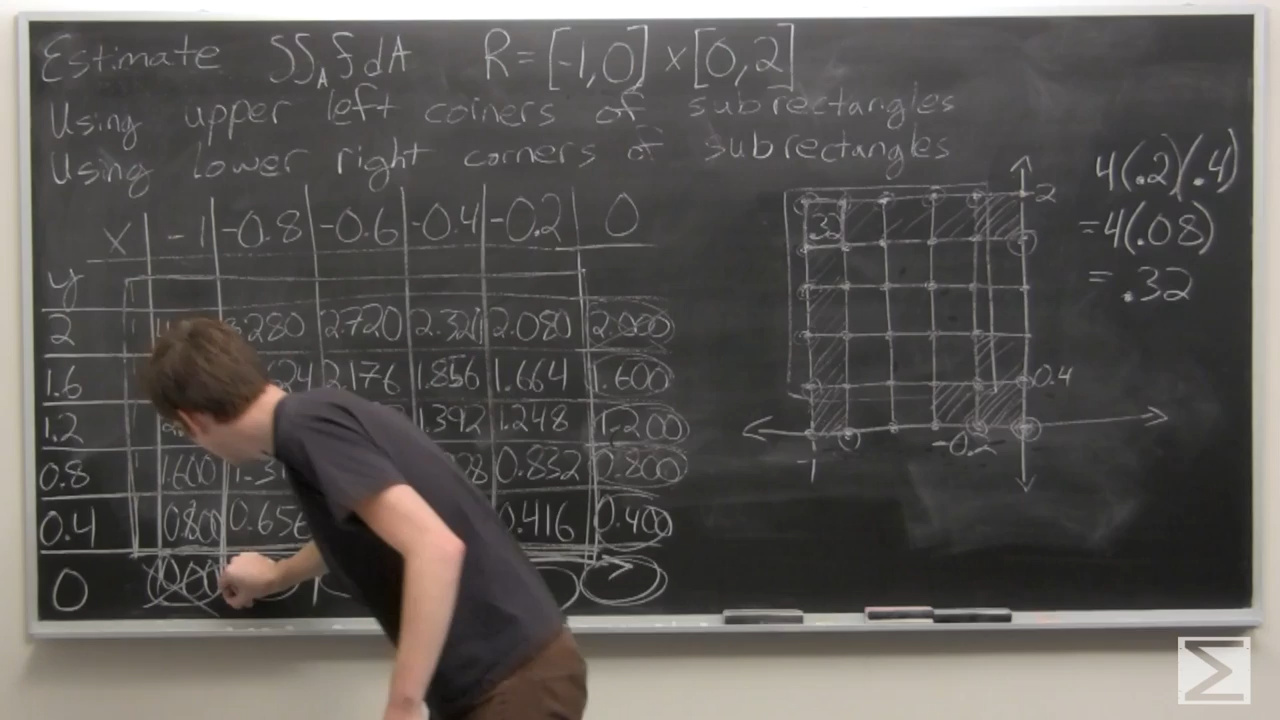 Estimate ∫∫_A f dA R = [-1,0] × [0,2]
Using upper left corners of subrectangles
Using lower right corners of subrectangles
x -1 -0.8 -0.6 -0.4 -0.2 0
y
2 .280 2.720 2.320 2.080 2.000
1.6 2.176 1.856 1.664 1.600
1.2 1.392 1.248 1.200
0.8 1.600 0.832 0.800
0.4 0.800 0.656 0.416 0.400
0
.32
2
0.4
-1 -0.2
4(.2)(.4)
=4(.08)
= .32
Σ